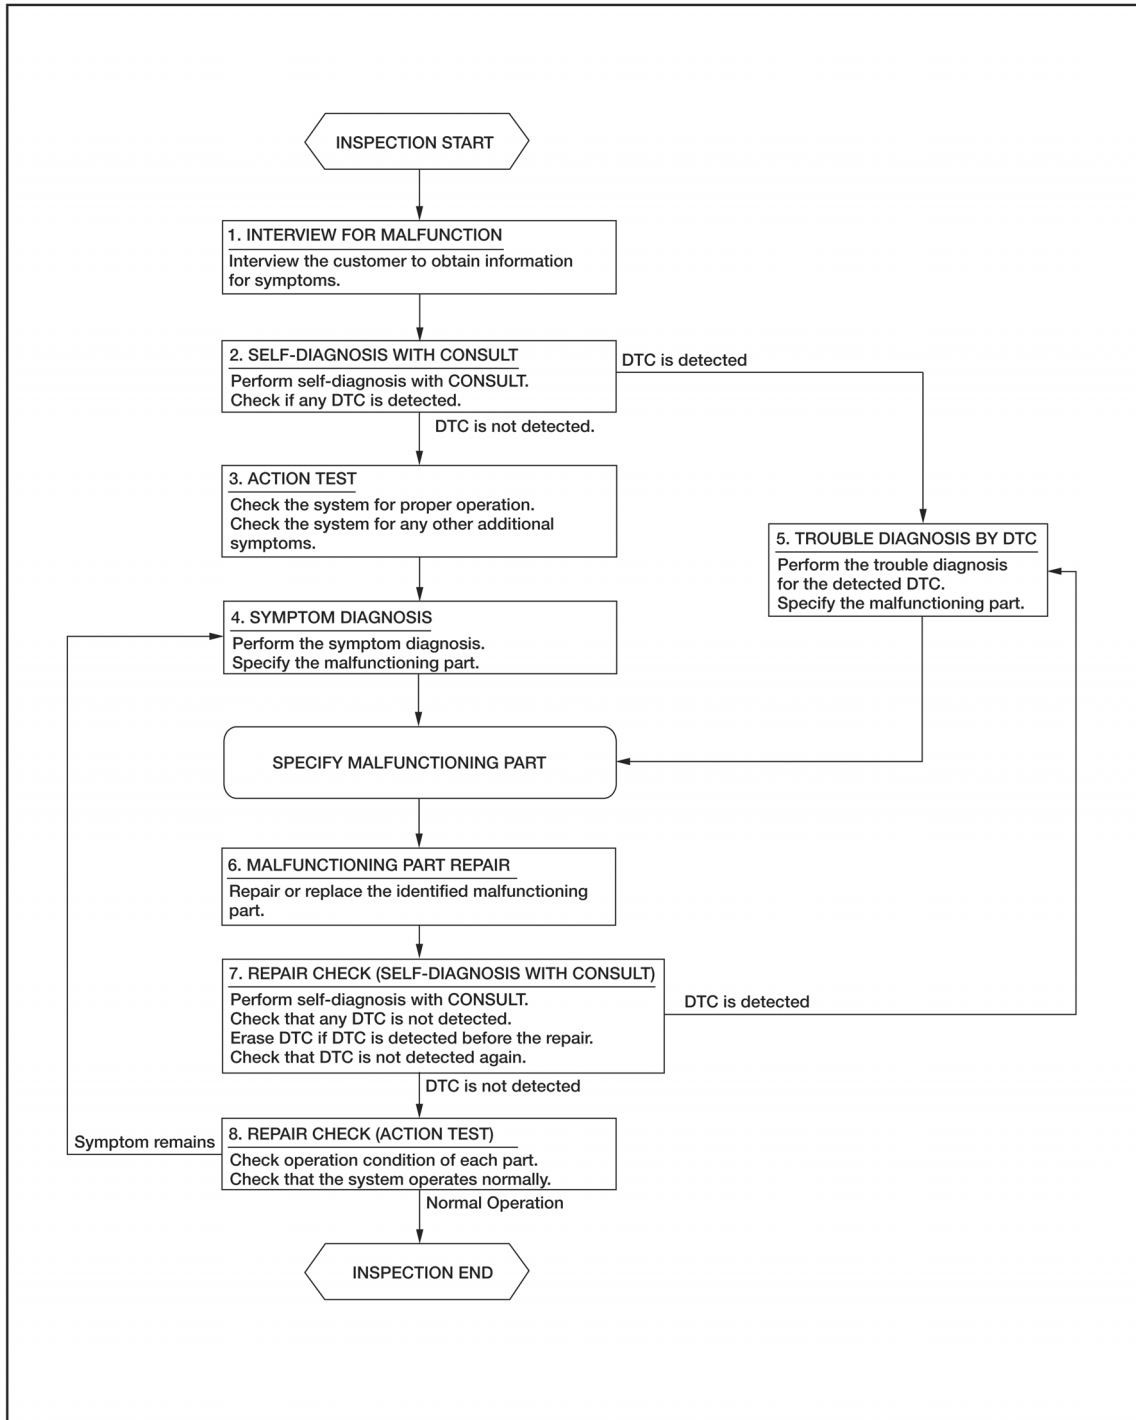 INSPECTION START
1. INTERVIEW FOR MALFUNCTION
Interview the customer to obtain information
for symptoms.
2. SELF-DIAGNOSIS WITH CONSULT
Perform self-diagnosis with CONSULT.
Check if any DTC is detected.
DTC is detected
DTC is not detected.
3. ACTION TEST
Check the system for proper operation.
Check the system for any other additional
symptoms.
5. TROUBLE DIAGNOSIS BY DTC
Perform the trouble diagnosis
for the detected DTC.
Specify the malfunctioning part.
4. SYMPTOM DIAGNOSIS
Perform the symptom diagnosis.
Specify the malfunctioning part.
SPECIFY MALFUNCTIONING PART
6. MALFUNCTIONING PART REPAIR
Repair or replace the identified malfunctioning
part.
7. REPAIR CHECK (SELF-DIAGNOSIS WITH CONSULT)
Perform self-diagnosis with CONSULT.
Check that any DTC is not detected.
Erase DTC if DTC is detected before the repair.
Check that DTC is not detected again.
DTC is detected
DTC is not detected
8. REPAIR CHECK (ACTION TEST)
Check operation condition of each part.
Check that the system operates normally.
Symptom remains
Normal Operation
INSPECTION END